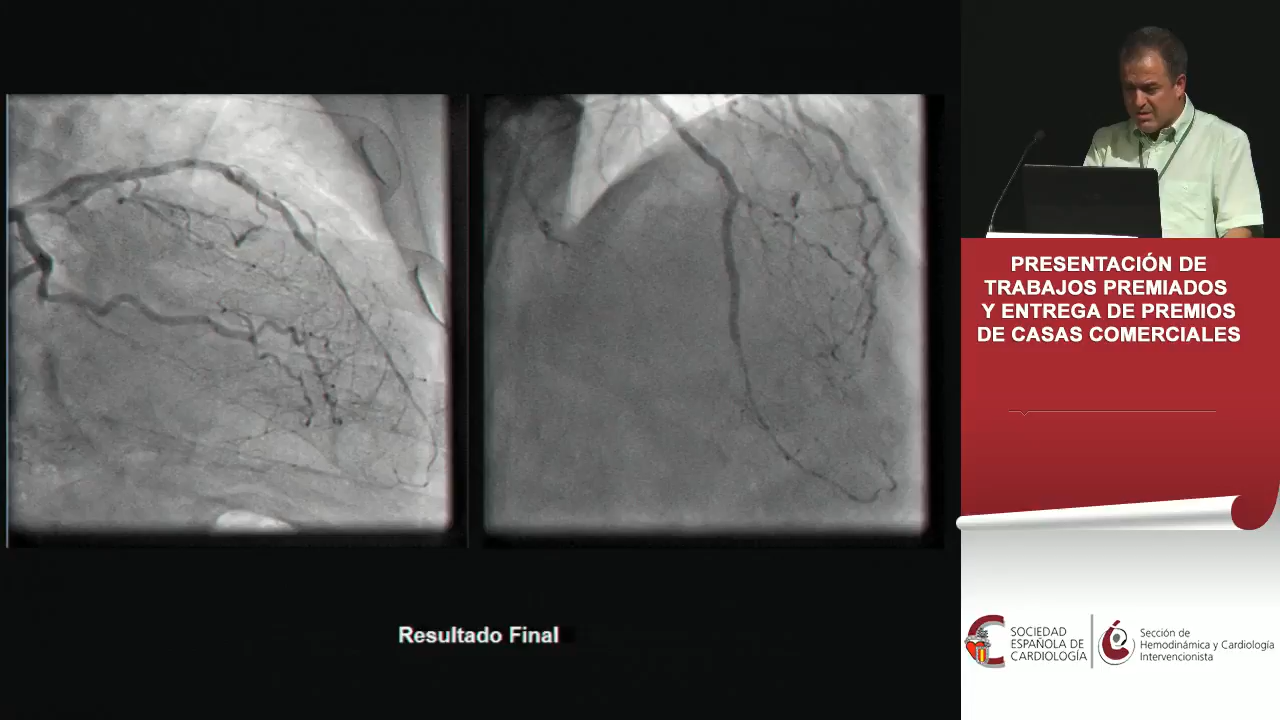 Resultado Final
PRESENTACIÓN DE
TRABAJOS PREMIADOS
Y ENTREGA DE PREMIOS
DE CASAS COMERCIALES
SOCIEDAD
ESPAÑOLA DE
CARDIOLOGÍA
Sección de
Hemodinámica y Cardiología
Intervencionista